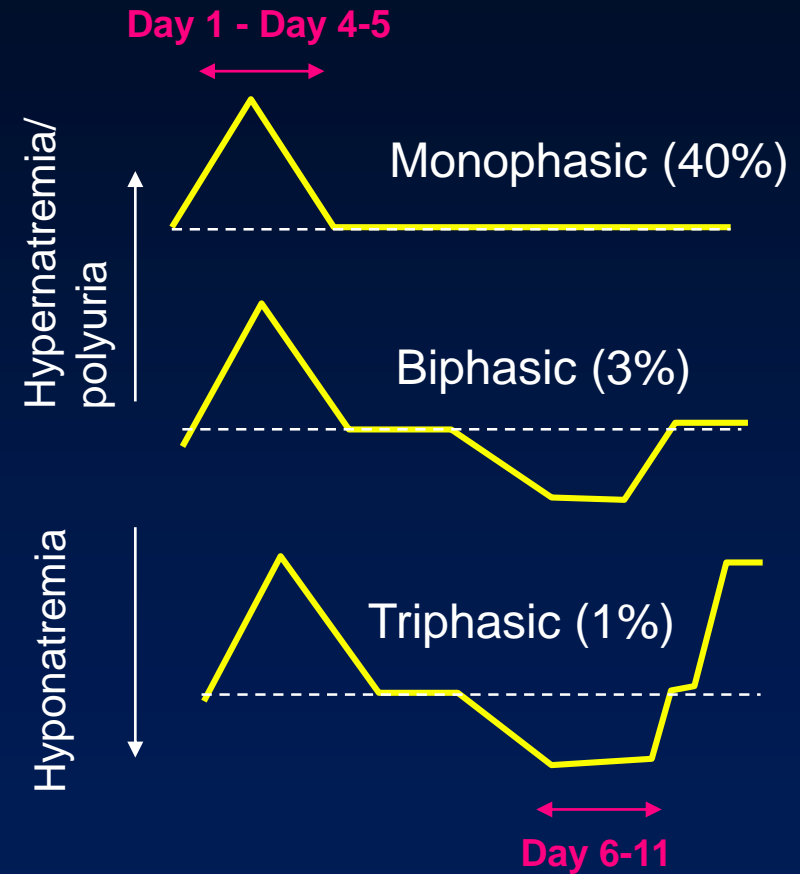 Day 1 - Day 4-5
Hypernatremia/
polyuria
Monophasic (40%)
Biphasic (3%)
Hyponatremia
Triphasic (1%)
Day 6-11